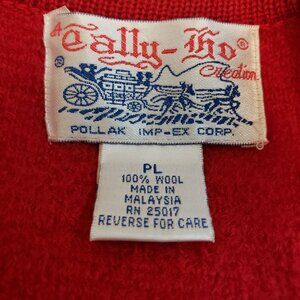 A Tally-Ho®
Creation
®
POLLAK IMP-EX CORP.
PL
100% WOOL
MADE IN
MALAYSIA
RN 25017
REVERSE FOR CARE